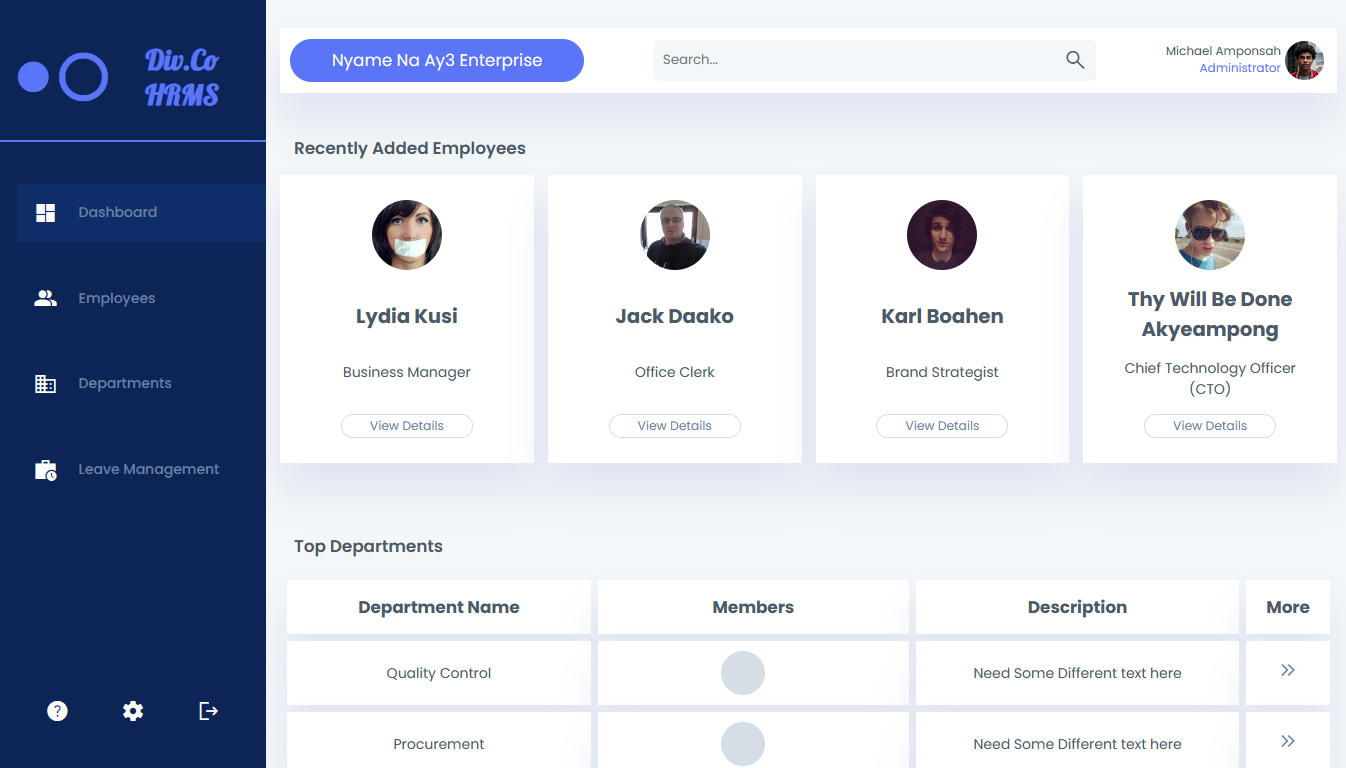 Div.Co
HRMS
Nyame Na Ay3 Enterprise
Search...
Michael Amponsah
Administrator
Dashboard
Employees
Departments
Leave Management
Recently Added Employees
Lydia Kusi
Business Manager
View Details
Jack Daako
Office Clerk
View Details
Karl Boahen
Brand Strategist
View Details
Thy Will Be Done
Akyeampong
Chief Technology Officer
(CTO)
View Details
Top Departments
Department Name Members Description More
Quality Control Need Some Different text here
Procurement Need Some Different text here